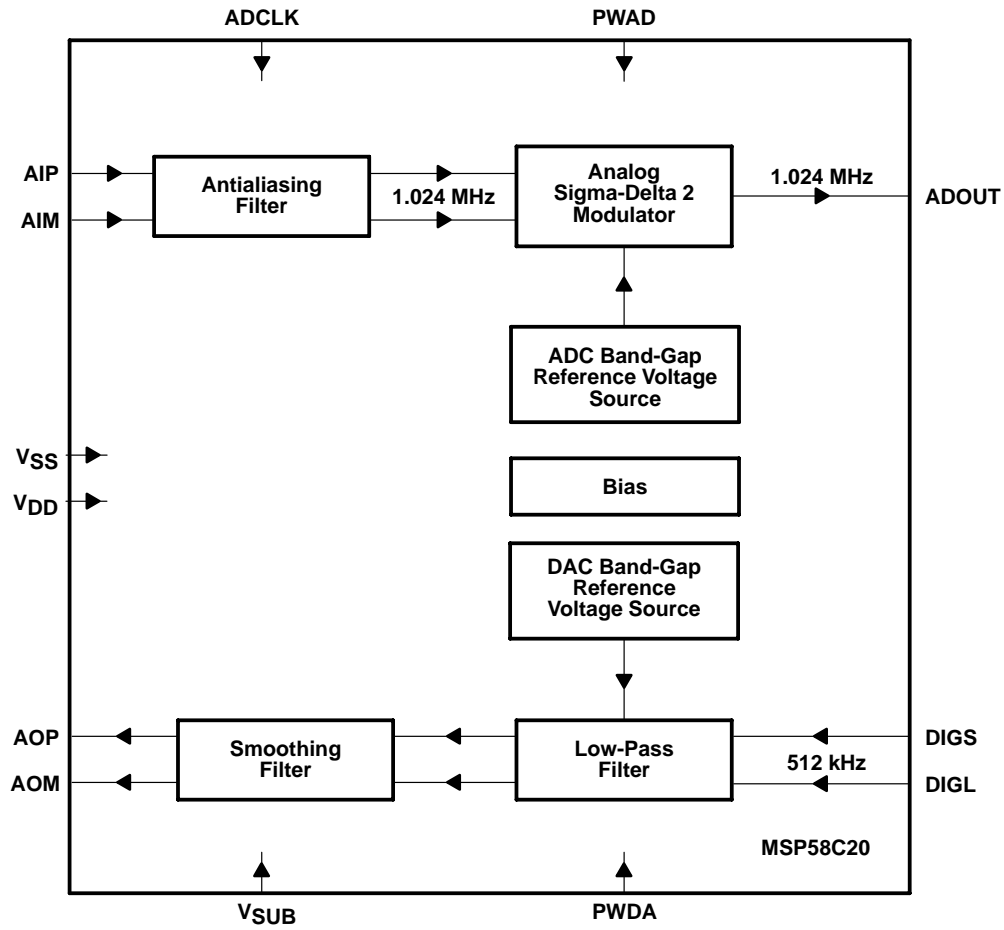 ADCLK
PWAD
AIP
AIM
Antialiasing
Filter
1.024 MHz
Analog
Sigma-Delta 2
Modulator
1.024 MHz
ADOUT
ADC Band-Gap
Reference Voltage
Source
VSS
VDD
Bias
DAC Band-Gap
Reference
Voltage Source
AOP
AOM
Smoothing
Filter
Low-Pass
Filter
512 kHz
DIGS
DIGL
MSP58C20
VSUB
PWDA